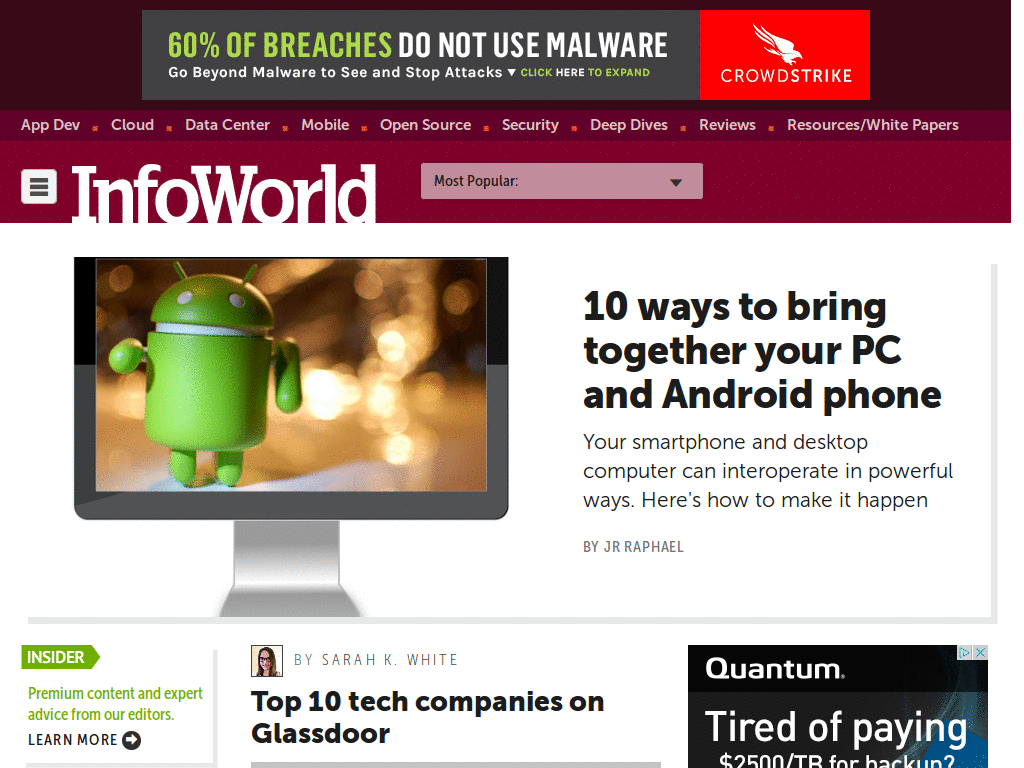 60% OF BREACHES DO NOT USE MALWARE
Go Beyond Malware to See and Stop Attacks ▼ CLICK HERE TO EXPAND
CROWDSTRIKE
App Dev Cloud Data Center Mobile Open Source Security Deep Dives Reviews Resources/White Papers
InfoWorld
Most Popular:
10 ways to bring
together your PC
and Android phone
Your smartphone and desktop
computer can interoperate in powerful
ways. Here's how to make it happen
BY JR RAPHAEL
INSIDER
Premium content and expert
advice from our editors.
LEARN MORE
BY SARAH K. WHITE
Top 10 tech companies on
Glassdoor
Quantum.
Tired of paying
$2500/TB for backup?